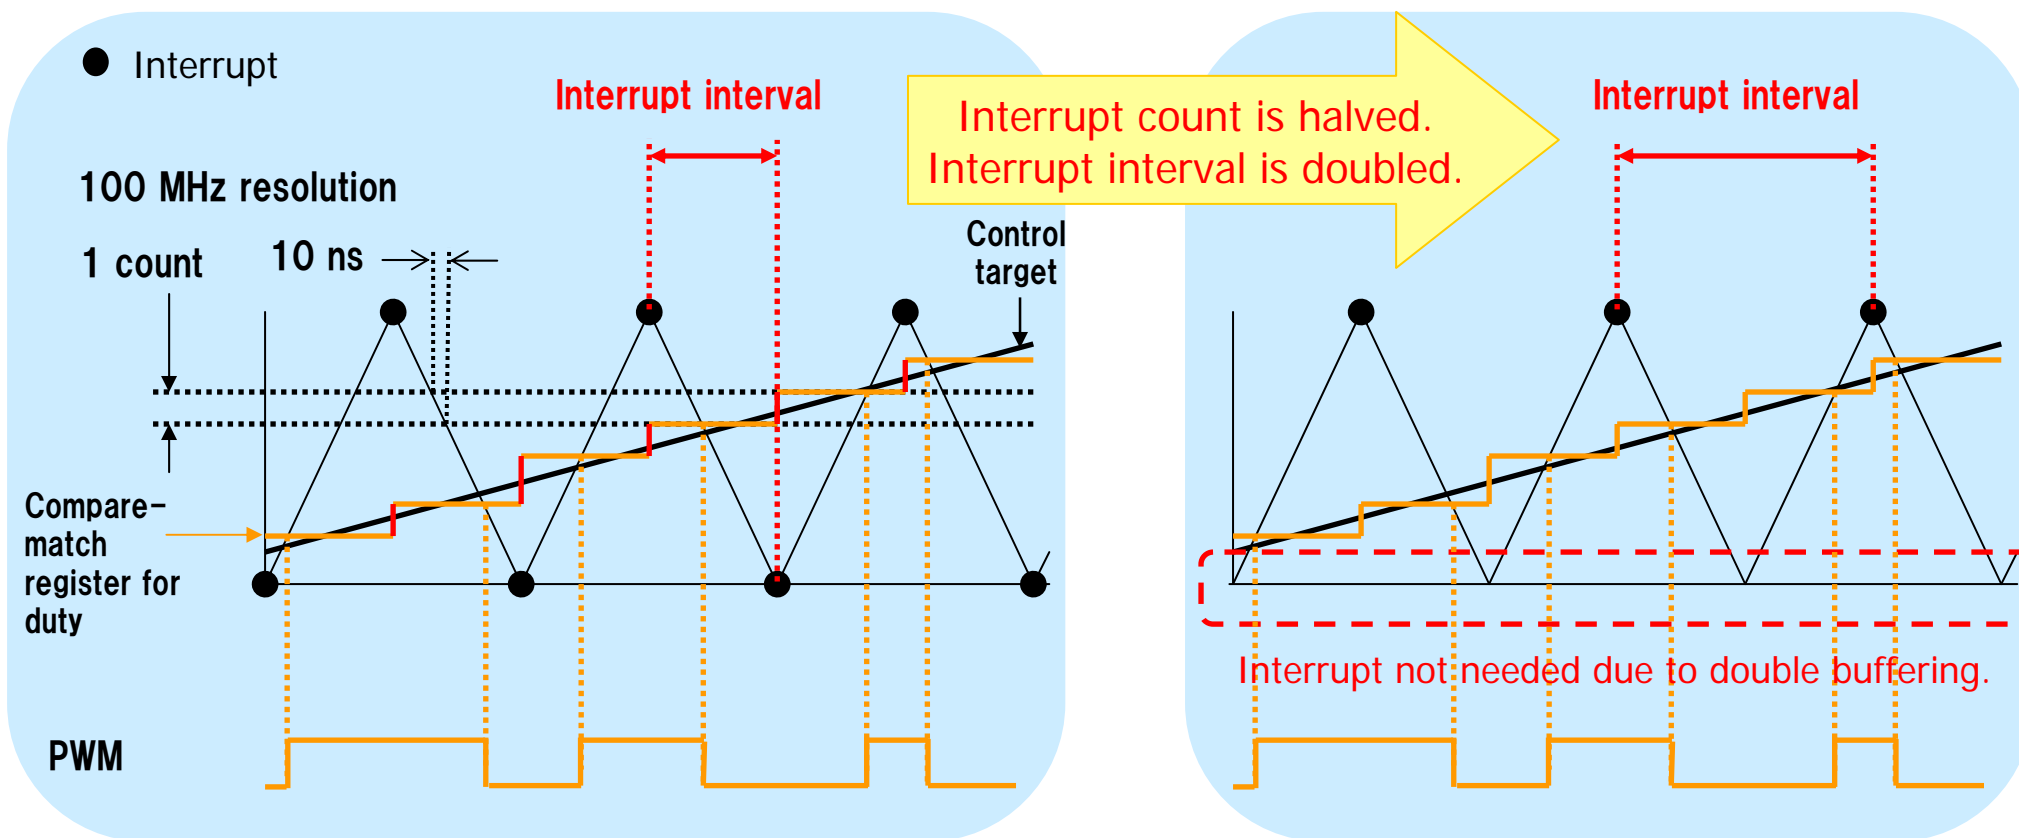 Interrupt
Interrupt interval
100 MHz resolution
1 count
10 ns
Control
target
Compare-
match
register for
duty
PWM
Interrupt count is halved.
Interrupt interval is doubled.
Interrupt interval
Interrupt not needed due to double buffering.